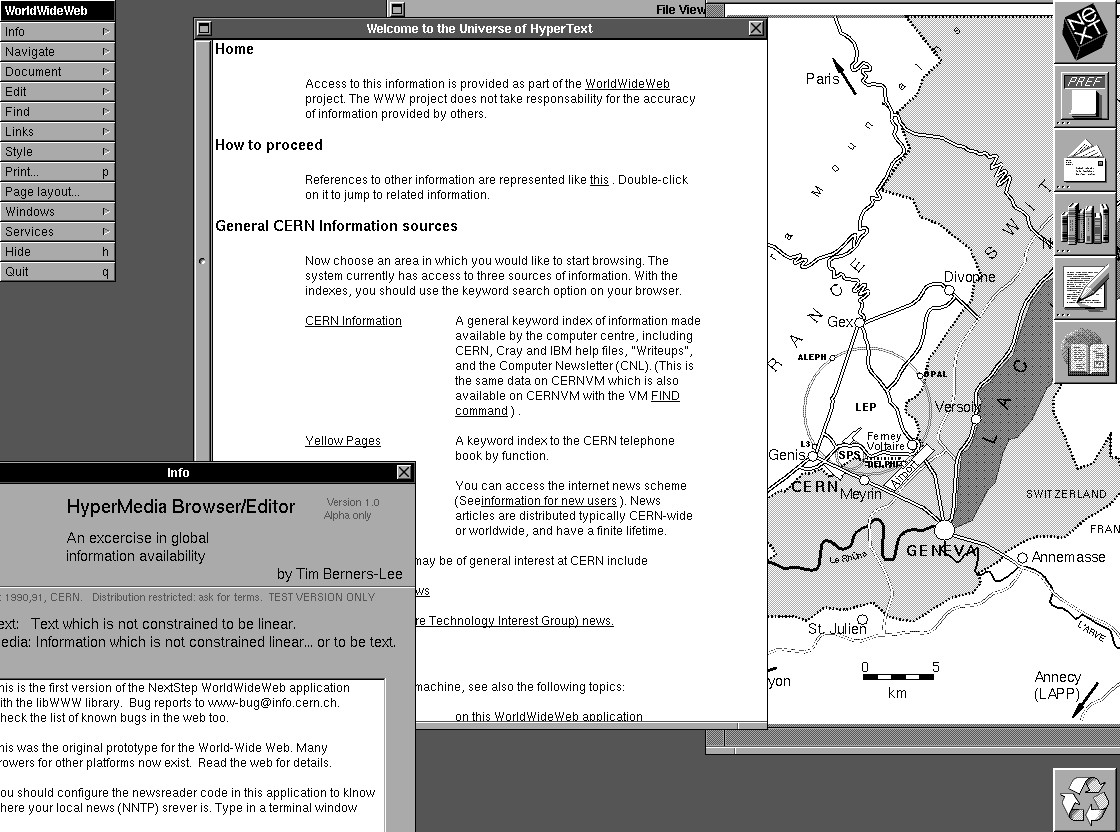 WorldWideWeb
Info
Navigate
Document
Edit
Find
Links
Style
Print... p
Page layout...
Windows
Services
Hide h
Quit q
File View
Welcome to the Universe of HyperText
Home
Access to this information is provided as part of the WorldWideWeb
project. The WWW project does not take responsability for the accuracy
of information provided by others.
How to proceed
References to other information are represented like this . Double-click
on it to jump to related information.
General CERN Information sources
Now choose an area in which you would like to start browsing. The
system currently has access to three sources of information. With the
indexes, you should use the keyword search option on your browser.
CERN Information
A general keyword index of information made
available by the computer centre, including
CERN, Cray and IBM help files, "Writeups",
and the Computer Newsletter (CNL). (This is
the same data on CERNVM which is also
available on CERNVM with the VM FIND
command ) .
Yellow Pages
A keyword index to the CERN telephone
book by function.
You can access the internet news scheme
(Seeinformation for new users ). News
articles are distributed typically CERN-wide
or worldwide, and have a finite lifetime.
may be of general interest at CERN include
ws
re Technology Interest Group) news.
machine, see also the following topics:
on this WorldWideWeb application
Info
HyperMedia Browser/Editor
Version 1.0
Alpha only
An excercise in global
information availability
by Tim Berners-Lee
1990,91, CERN. Distribution restricted: ask for terms. TEST VERSION ONLY
ext: Text which is not constrained to be linear.
edia: Information which is not constrained linear... or to be text.
his is the first version of the NextStep WorldWideWeb application
ith the libWWW library. Bug reports to www-bug@info.cern.ch.
heck the list of known bugs in the web too.
his was the original prototype for the World-Wide Web. Many
rowers for other platforms now exist. Read the web for details.
ou should configure the newsreader code in this application to klnow
here your local news (NNTP) srever is. Type in a terminal window
Paris
Divonne
Gex
ALEPH
OPAL
LEP
Versoix
Ferney
Voltaire
L3
Genis
SPS
DELPHI
Airport
CERN
Meyrin
SWITZERLAND
FRAN
GENEVA
Le Rhône
Annemasse
St. Julien
L'ARVE
0 5
km
yon
Annecy
(LAPP)
R A N C E
M o u n
S W I T
L A C
NeXT
PREF